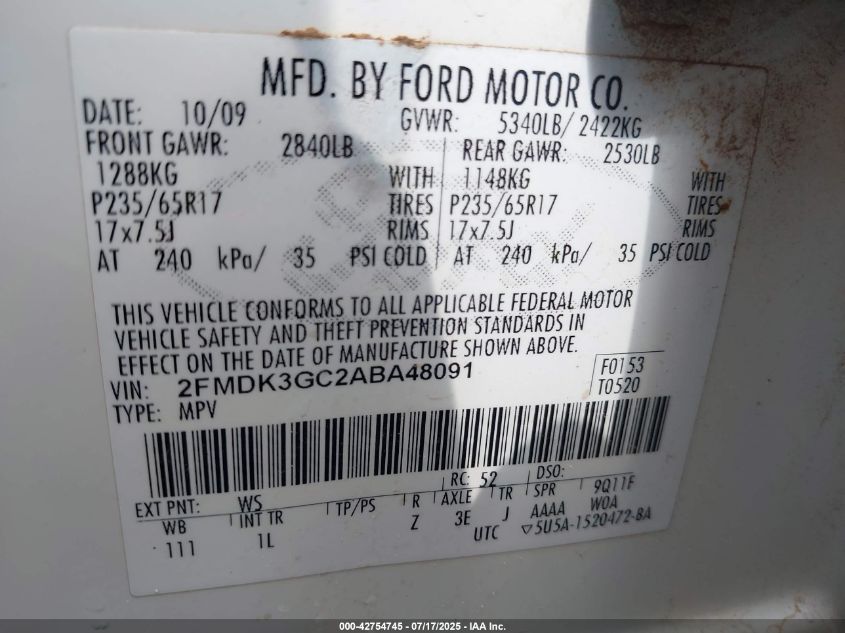 MFD. BY FORD MOTOR CO.
DATE: 10/09 GVWR: 5340LB/ 2422KG
FRONT GAWR: 2840LB REAR GAWR: 2530LB
1288KG WITH 1148KG WITH
P235/65R17 TIRES P235/65R17 TIRES
17x7.5J RIMS 17x7.5J RIMS
AT 240 kPa/ 35 PSI COLD AT 240 kPa/ 35 PSI COLD
THIS VEHICLE CONFORMS TO ALL APPLICABLE FEDERAL MOTOR
VEHICLE SAFETY AND THEFT PREVENTION STANDARDS IN
EFFECT ON THE DATE OF MANUFACTURE SHOWN ABOVE.
VIN: 2FMDK3GC2ABA48091 F0153
TYPE: MPV T0520
EXT PNT: WS RC: 52 DSO:
WB INT TR TP/PS R AXLE TR SPR 9Q11F
111 1L Z 3E J AAAA W0A
UTC ▽5U5A-1520472-BA
000-42754745 - 07/17/2025 - IAA Inc.